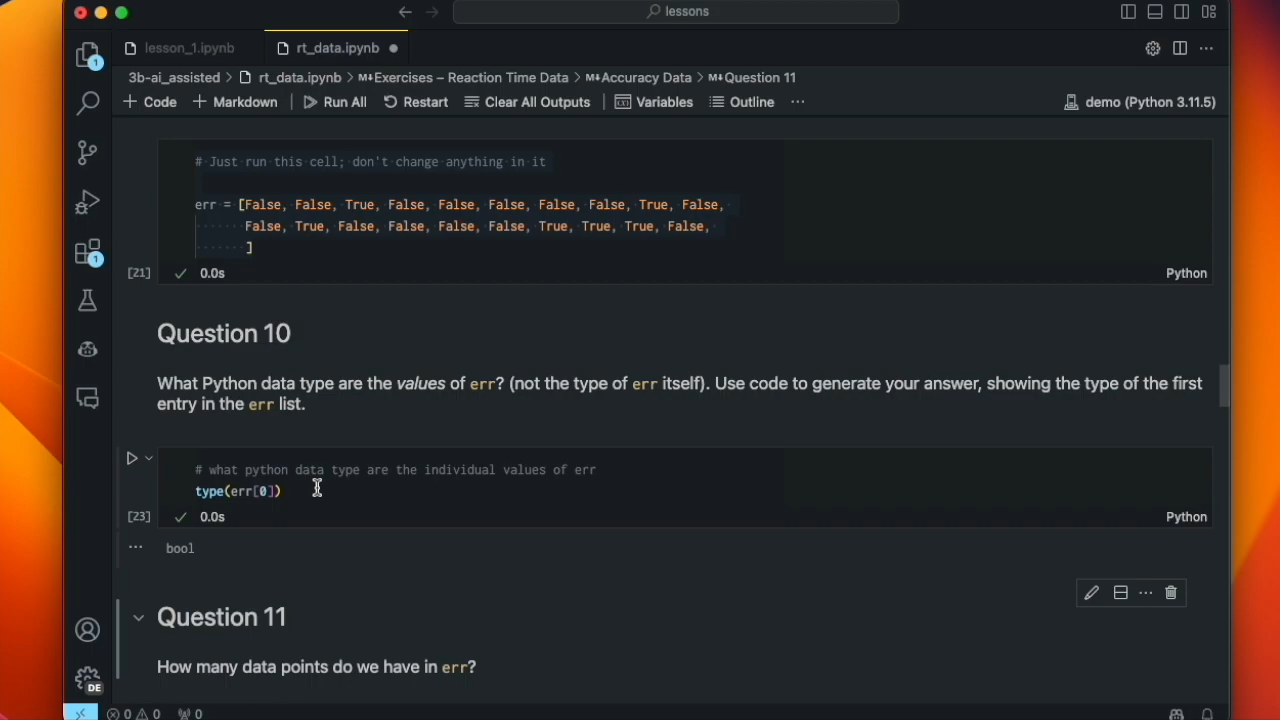 lessons
lesson_1.ipynb
rt_data.ipynb
3b-ai_assisted > rt_data.ipynb > M↓Exercises – Reaction Time Data > M↓Accuracy Data > M↓Question 11
+ Code + Markdown Run All Restart Clear All Outputs Variables Outline ... demo (Python 3.11.5)
# Just run this cell; don't change anything in it
err = [False, False, True, False, False, False, False, False, True, False,
False, True, False, False, False, False, True, True, True, False,
]
[21] ✓ 0.0s Python
Question 10
What Python data type are the values of err? (not the type of err itself). Use code to generate your answer, showing the type of the first
entry in the err list.
# what python data type are the individual values of err
type(err[0])
[23] ✓ 0.0s Python
bool
Question 11
How many data points do we have in err?
1
1
DE
0 0 0